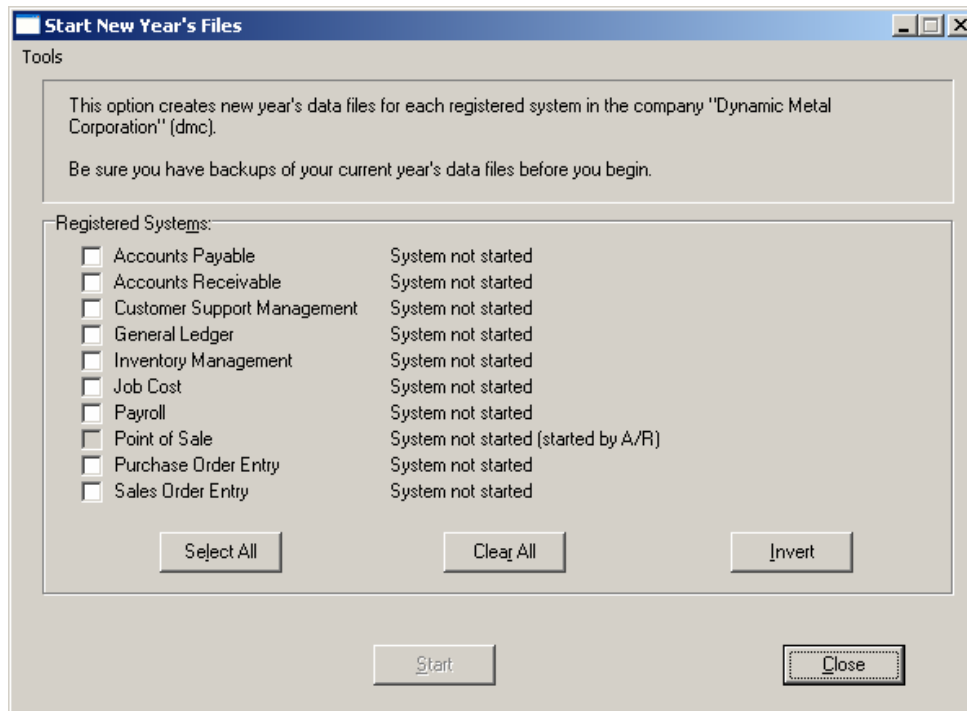 Start New Year's Files
Tools
This option creates new year's data files for each registered system in the company "Dynamic Metal
Corporation" (dmc).
Be sure you have backups of your current year's data files before you begin.
Registered Systems:
Accounts Payable System not started
Accounts Receivable System not started
Customer Support Management System not started
General Ledger System not started
Inventory Management System not started
Job Cost System not started
Payroll System not started
Point of Sale System not started (started by A/R)
Purchase Order Entry System not started
Sales Order Entry System not started
Select All Clear All Invert
Start Close